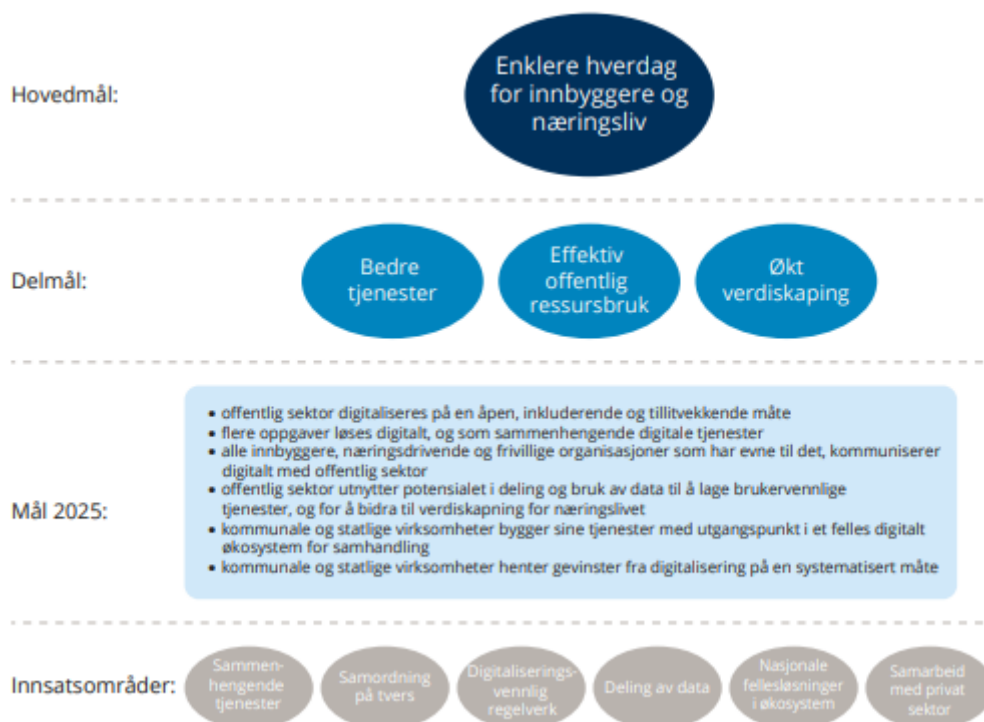 Hovedmål:
Enklere hverdag
for innbyggere og
næringsliv
Delmål:
Bedre
tjenester
Effektiv
offentlig
ressursbruk
Økt
verdiskaping
Mål 2025:
• offentlig sektor digitaliseres på en åpen, inkluderende og tillitvekkende måte
• flere oppgaver løses digitalt, og som sammenhengende digitale tjenester
• alle innbyggere, næringsdrivende og frivillige organisasjoner som har evne til det, kommuniserer
digitalt med offentlig sektor
• offentlig sektor utnytter potensialet i deling og bruk av data til å lage brukervennlige
tjenester, og for å bidra til verdiskapning for næringslivet
• kommunale og statlige virksomheter bygger sine tjenester med utgangspunkt i et felles digitalt
økosystem for samhandling
• kommunale og statlige virksomheter henter gevinster fra digitalisering på en systematisert måte
Innsatsområder:
Sammen-
hengende
tjenester
Samordning
på tvers
Digitaliserings-
vennlig
regelverk
Deling av data
Nasjonale
fellesløsninger
i økosystem
Samarbeid
med privat
sektor